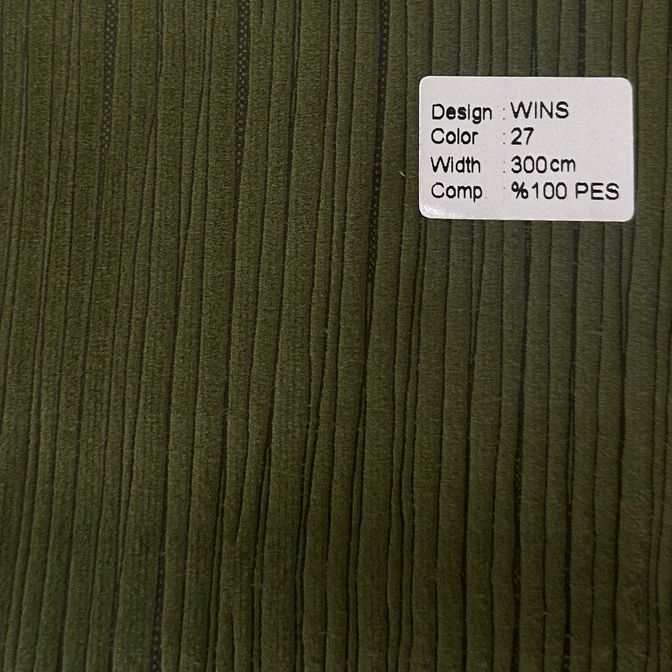 Design : WINS
Color : 27
Width : 300cm
Comp : %100 PES